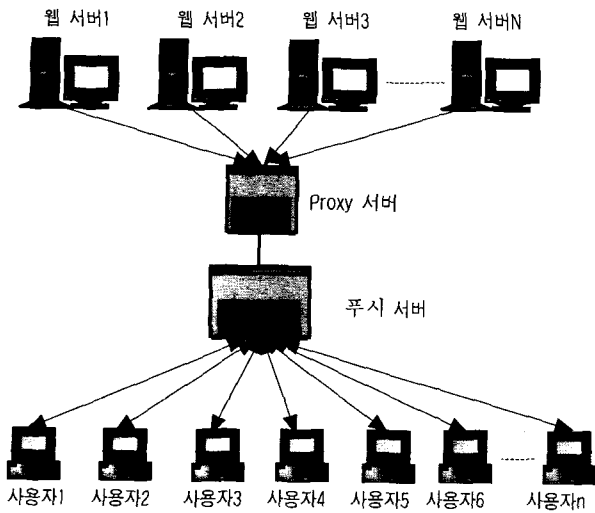 웹 서버1 웹 서버2 웹 서버3 웹 서버N
Proxy 서버
푸시 서버
사용자1 사용자2 사용자3 사용자4 사용자5 사용자6 사용자n